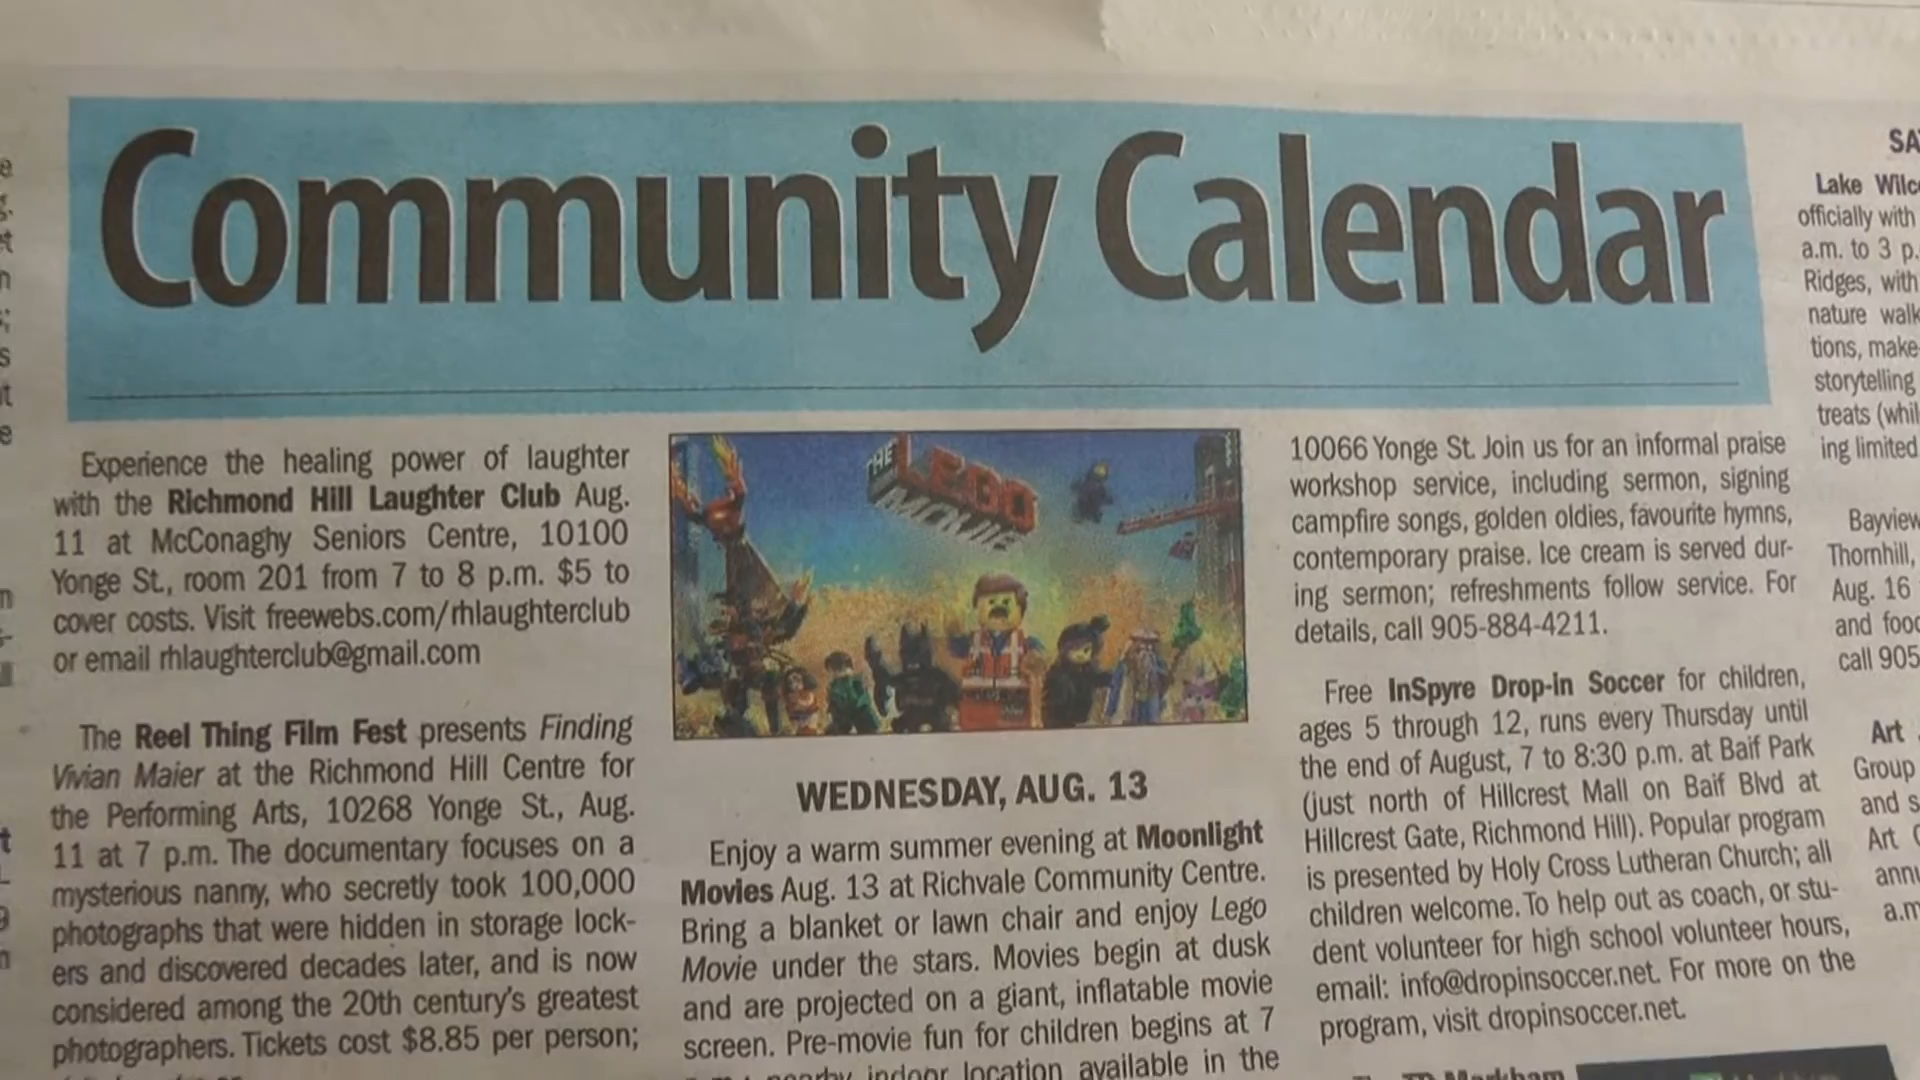 Community Calendar
Experience the healing power of laughter
with the Richmond Hill Laughter Club Aug.
11 at McConaghy Seniors Centre, 10100
Yonge St., room 201 from 7 to 8 p.m. $5 to
cover costs. Visit freewebs.com/rhlaughterclub
or email rhlaughterclub@gmail.com
The Reel Thing Film Fest presents Finding
Vivian Maier at the Richmond Hill Centre for
the Performing Arts, 10268 Yonge St., Aug.
11 at 7 p.m. The documentary focuses on a
mysterious nanny, who secretly took 100,000
photographs that were hidden in storage lock-
ers and discovered decades later, and is now
considered among the 20th century's greatest
photographers. Tickets cost $8.85 per person;
THE LEGO MOVIE
WEDNESDAY, AUG. 13
Enjoy a warm summer evening at Moonlight
Movies Aug. 13 at Richvale Community Centre.
Bring a blanket or lawn chair and enjoy Lego
Movie under the stars. Movies begin at dusk
and are projected on a giant, inflatable movie
screen. Pre-movie fun for children begins at 7
nearby indoor location available in the
10066 Yonge St. Join us for an informal praise
workshop service, including sermon, signing
campfire songs, golden oldies, favourite hymns,
contemporary praise. Ice cream is served dur-
ing sermon; refreshments follow service. For
details, call 905-884-4211.
Free InSpyre Drop-in Soccer for children,
ages 5 through 12, runs every Thursday until
the end of August, 7 to 8:30 p.m. at Baif Park
(just north of Hillcrest Mall on Baif Blvd at
Hillcrest Gate, Richmond Hill). Popular program
is presented by Holy Cross Lutheran Church; all
children welcome. To help out as coach, or stu-
dent volunteer for high school volunteer hours,
email: info@dropinsoccer.net. For more on the
program, visit dropinsoccer.net.
Markham
SA
Lake Wilc
officially with
a.m. to 3 p.
Ridges, with
nature walk
tions, make-
storytelling
treats (whil
ing limited
Bayview
Thornhill,
Aug. 16
and food
call 905
Art
Group
and s
Art
annu
a.m